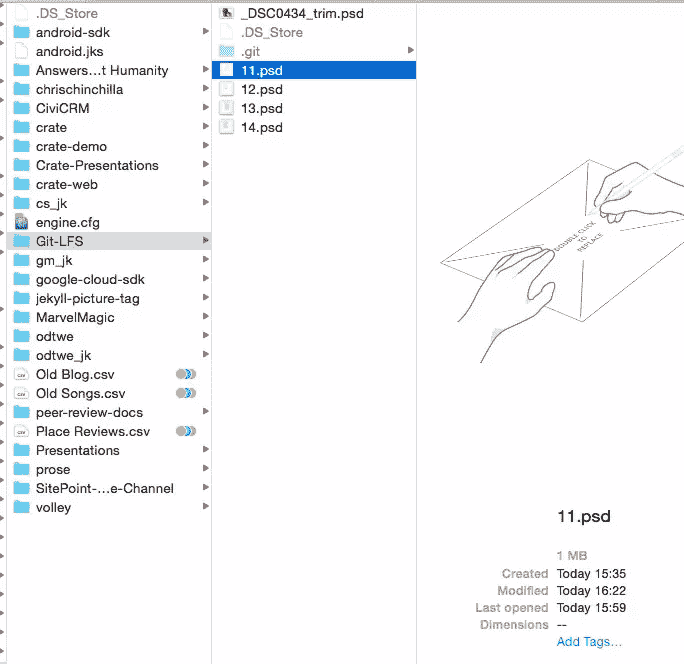 .DS_Store
android-sdk
android.jks
Answers...t Humanity
chrischinchilla
CiviCRM
crate
crate-demo
Crate-Presentations
crate-web
cs_jk
engine.cfg
Git-LFS
gm_jk
google-cloud-sdk
jekyll-picture-tag
MarvelMagic
odtwe
odtwe_jk
Old Blog.csv
Old Songs.csv
peer-review-docs
Place Reviews.csv
Presentations
prose
SitePoint-...e-Channel
volley
_DSC0434_trim.psd
.DS_Store
.git
11.psd
12.psd
13.psd
14.psd
DOUBLE CLICK
TO
REPLACE
11.psd
1 MB
Created Today 15:35
Modified Today 16:22
Last opened Today 15:59
Dimensions --
Add Tags...